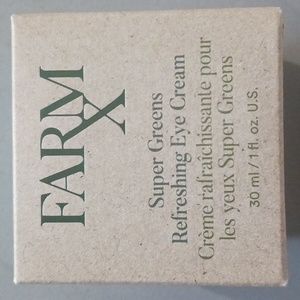 FARM
X
Super Greens
Refreshing Eye Cream
Crème rafraîchissante pour
les yeux Super Greens
30 ml / 1 fl. oz. U.S.